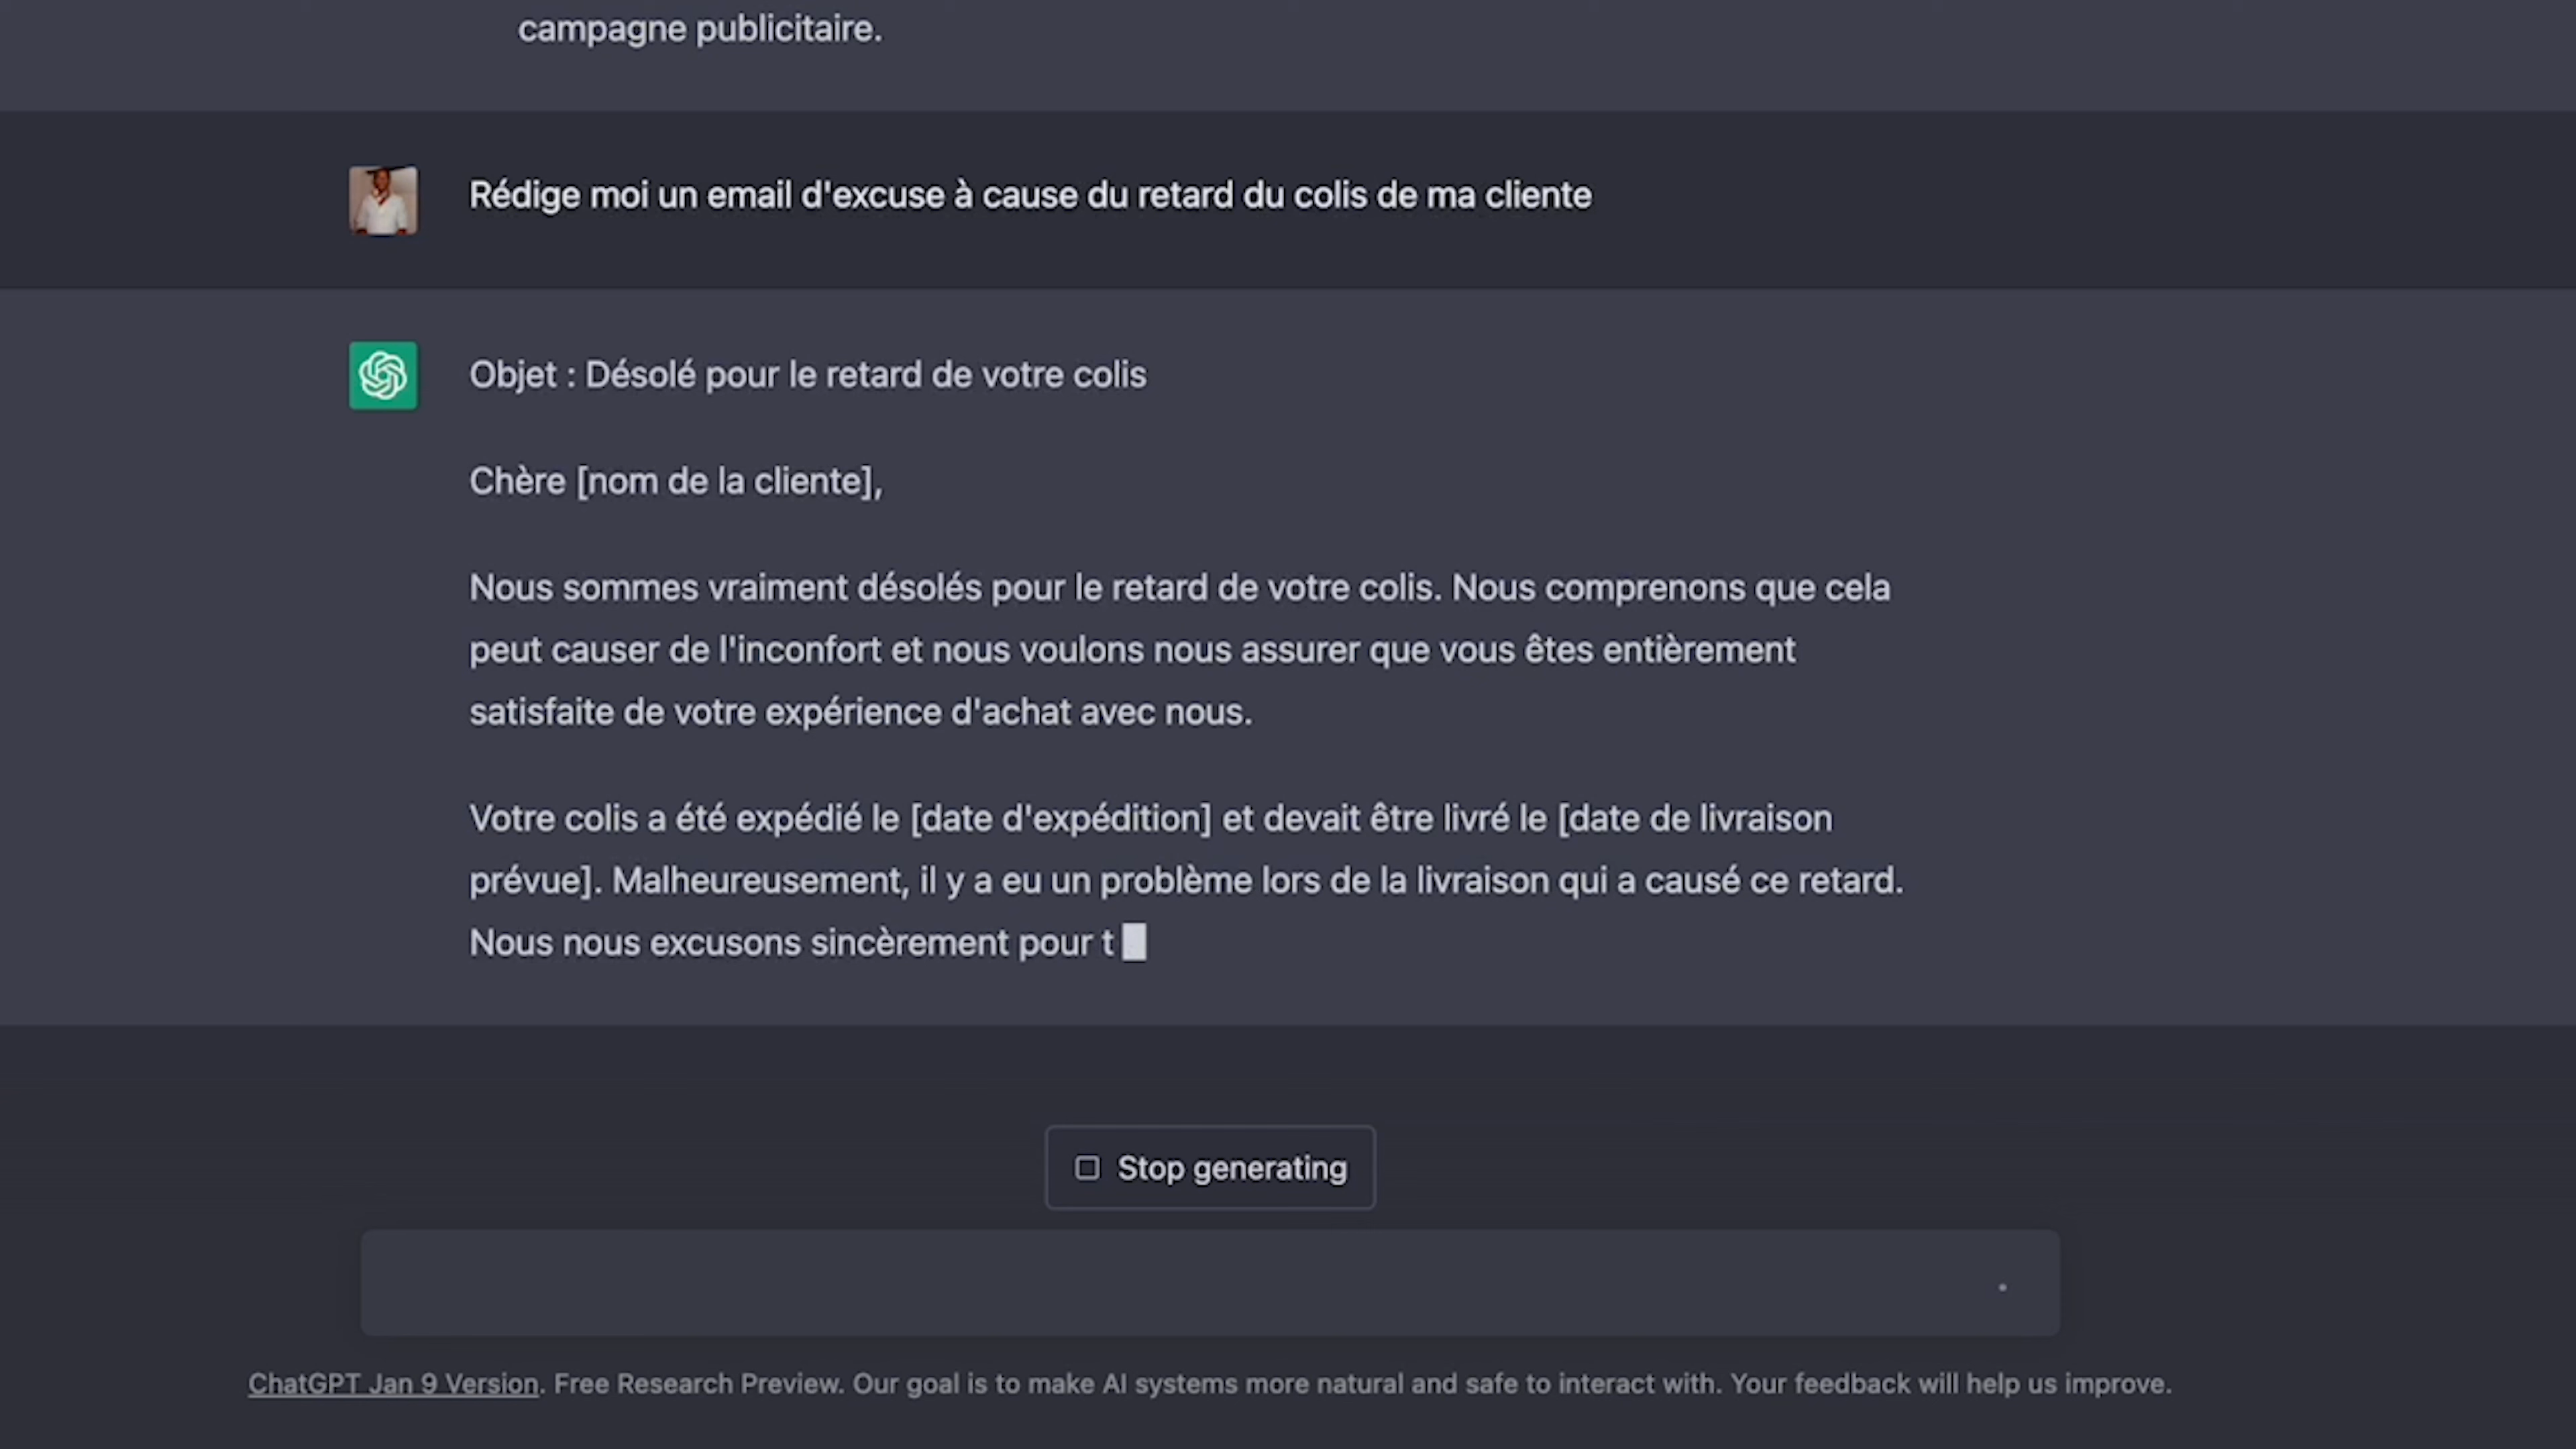 campagne publicitaire.
Rédige moi un email d'excuse à cause du retard du colis de ma cliente
Objet : Désolé pour le retard de votre colis
Chère [nom de la cliente],
Nous sommes vraiment désolés pour le retard de votre colis. Nous comprenons que cela
peut causer de l'inconfort et nous voulons nous assurer que vous êtes entièrement
satisfaite de votre expérience d'achat avec nous.
Votre colis a été expédié le [date d'expédition] et devait être livré le [date de livraison
prévue]. Malheureusement, il y a eu un problème lors de la livraison qui a causé ce retard.
Nous nous excusons sincèrement pour t
Stop generating
ChatGPT Jan 9 Version. Free Research Preview. Our goal is to make AI systems more natural and safe to interact with. Your feedback will help us improve.